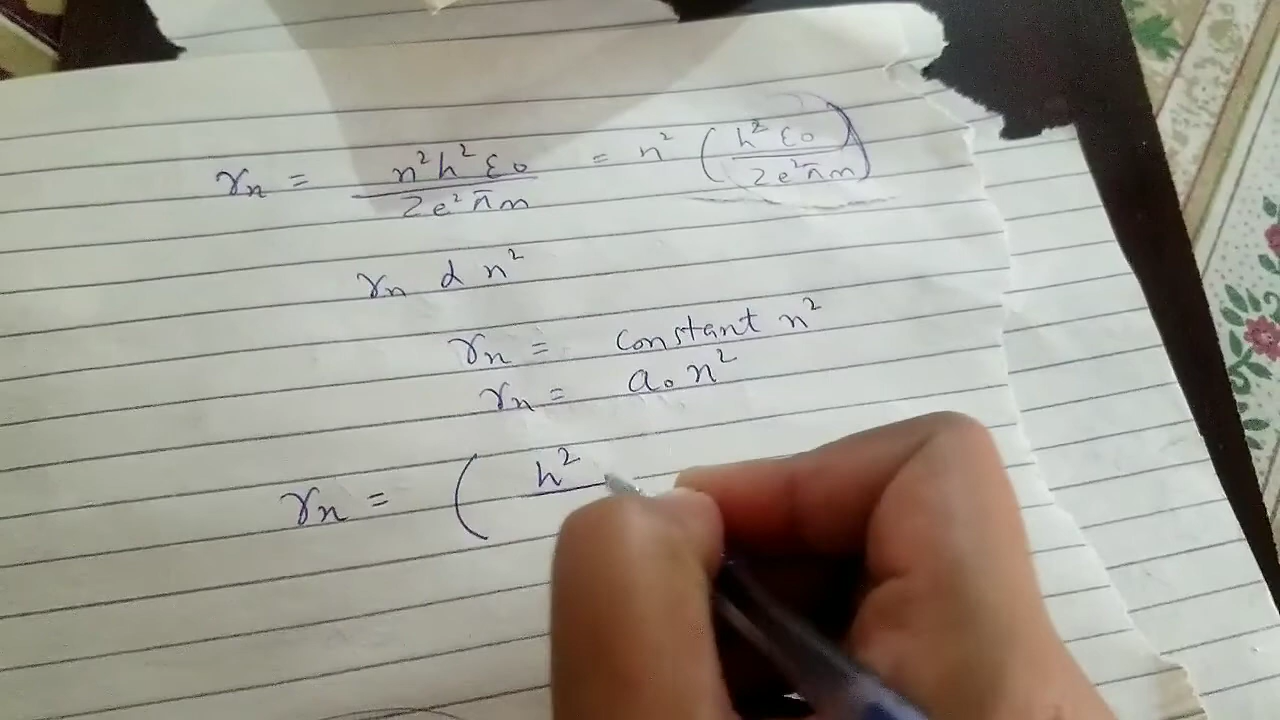 rn = n²h²ε₀ / 2e²πm = n² (h²ε₀ / 2e²πm)
rn α n²
rn = constant n²
rn = a₀ n²
rn = ( h²